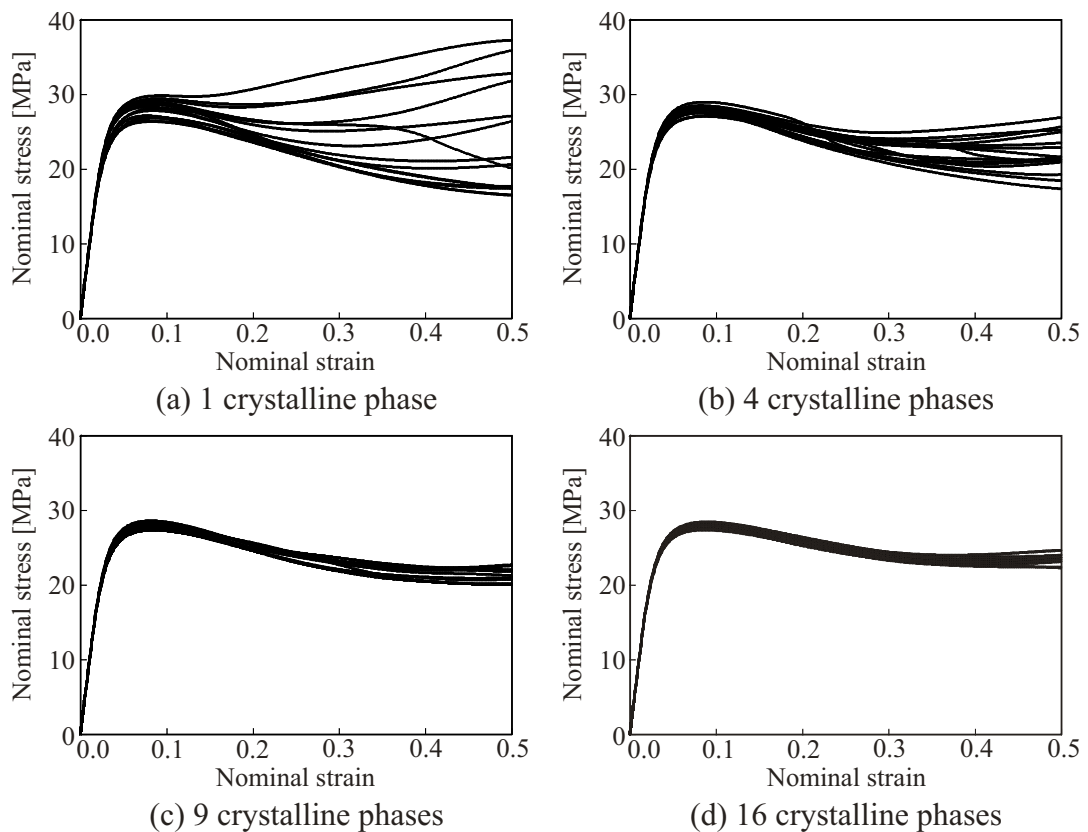 40
30
20
10
0
Nominal stress [MPa]
0.0 0.1 0.2 0.3 0.4 0.5
Nominal strain
(a) 1 crystalline phase
40
30
20
10
0
Nominal stress [MPa]
0.0 0.1 0.2 0.3 0.4 0.5
Nominal strain
(b) 4 crystalline phases
40
30
20
10
0
Nominal stress [MPa]
0.0 0.1 0.2 0.3 0.4 0.5
Nominal strain
(c) 9 crystalline phases
40
30
20
10
0
Nominal stress [MPa]
0.0 0.1 0.2 0.3 0.4 0.5
Nominal strain
(d) 16 crystalline phases